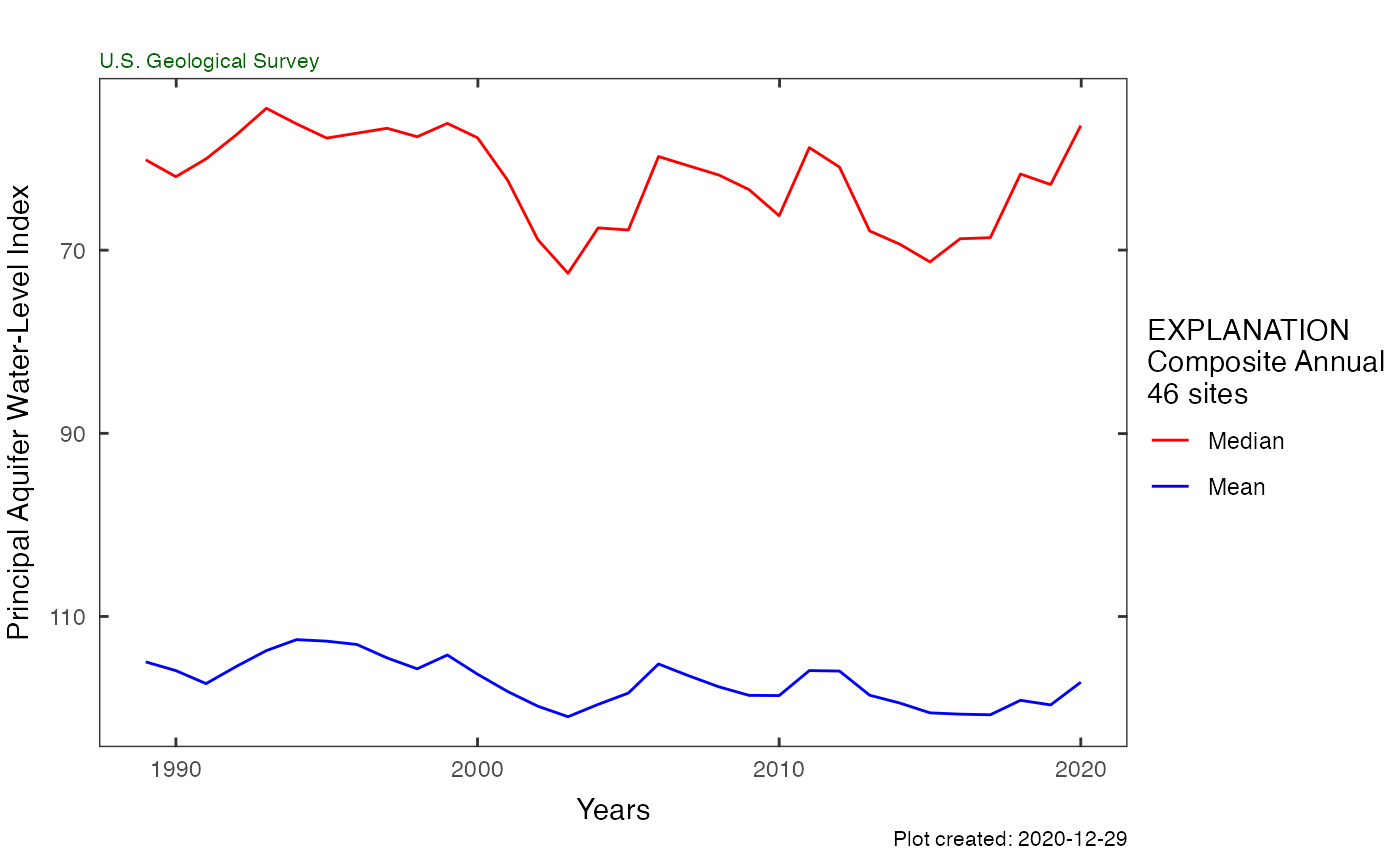 U.S. Geological Survey
Principal Aquifer Water-Level Index
70
90
110
1990
2000
2010
2020
Years
EXPLANATION
Composite Annual
46 sites
Median
Mean
Plot created: 2020-12-29